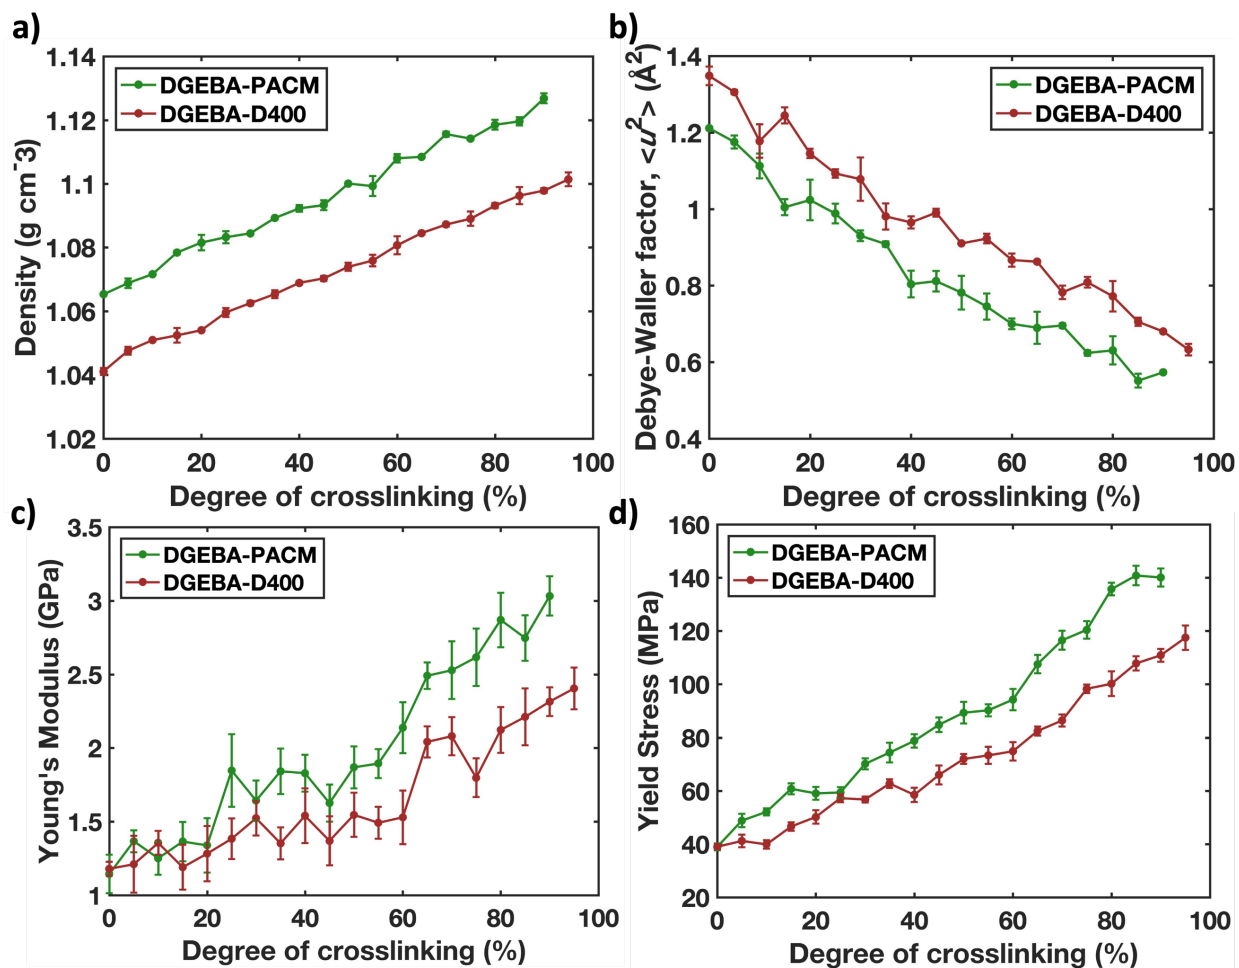 a)
1.14
1.12
1.1
1.08
1.06
1.04
1.02
Density (g cm⁻3)
DGEBA-PACM
DGEBA-D400
0 20 40 60 80 100
Degree of crosslinking (%)
b)
1.4
1.2
1
0.8
0.6
0.4
Debye-Waller factor, <u²> (Å²)
DGEBA-PACM
DGEBA-D400
0 20 40 60 80 100
Degree of crosslinking (%)
c)
3.5
3
2.5
2
1.5
1
Young's Modulus (GPa)
DGEBA-PACM
DGEBA-D400
0 20 40 60 80 100
Degree of crosslinking (%)
d)
160
140
120
100
80
60
40
20
Yield Stress (MPa)
DGEBA-PACM
DGEBA-D400
0 20 40 60 80 100
Degree of crosslinking (%)